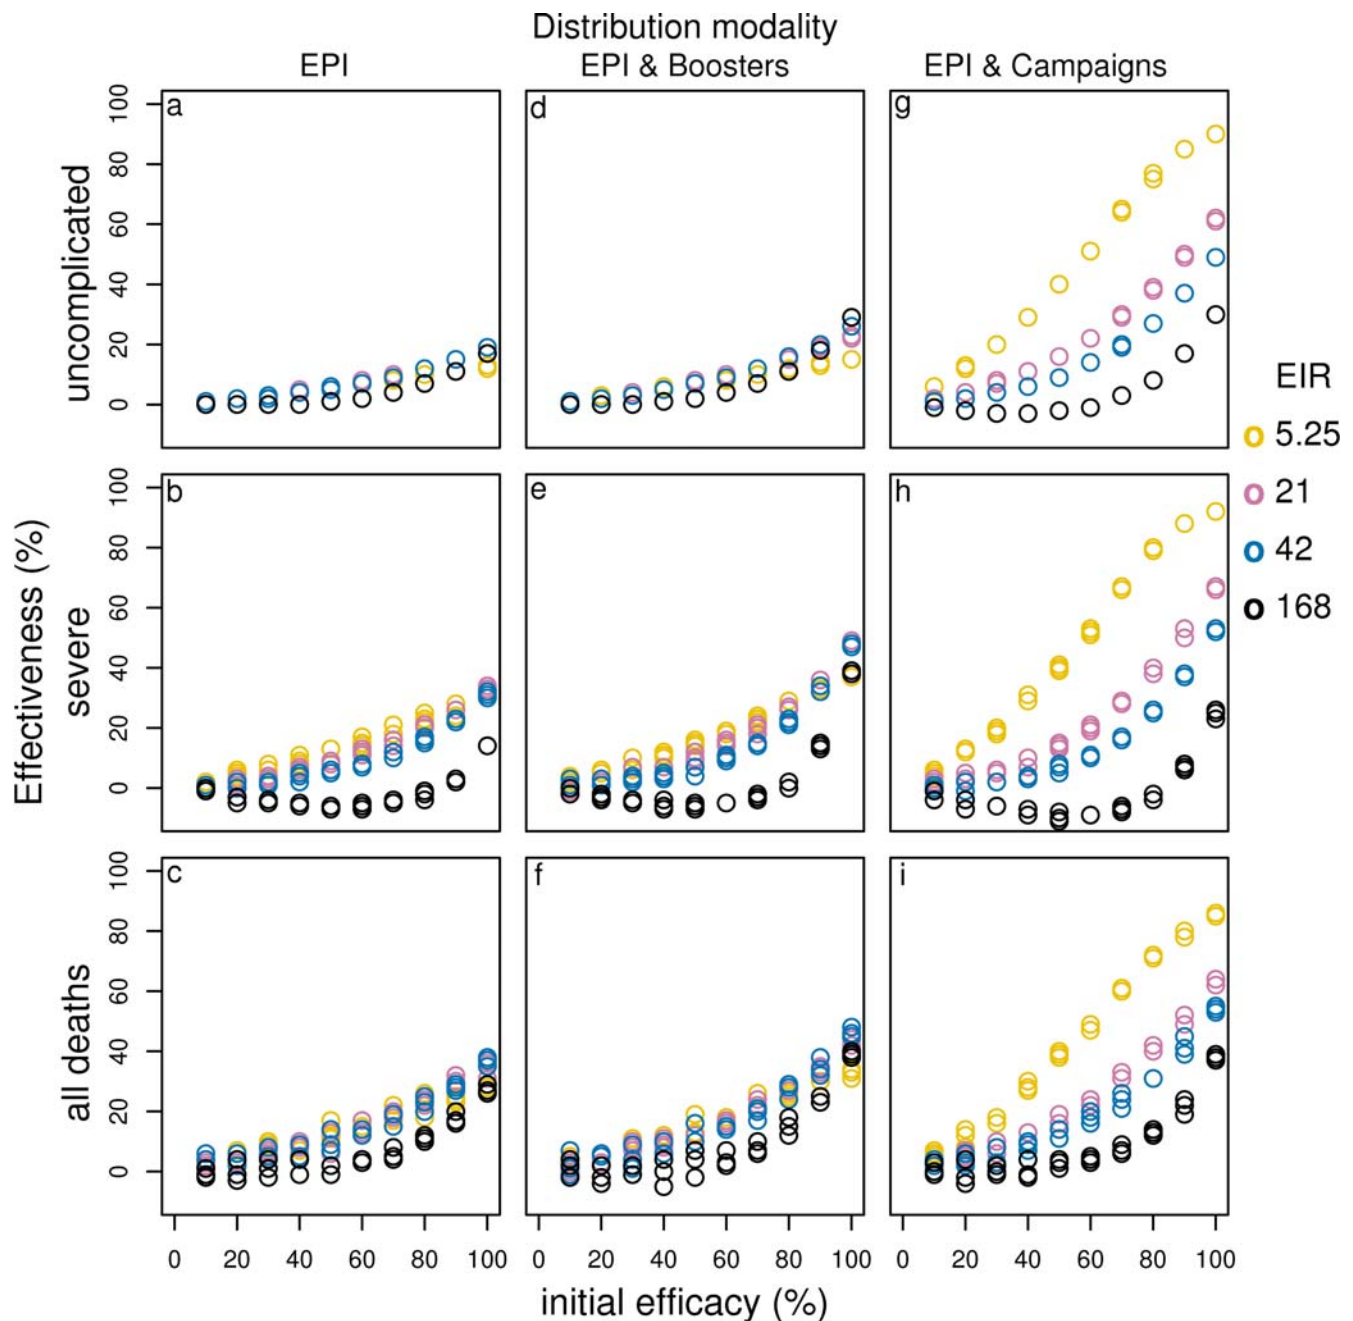 Distribution modality
EPI
EPI & Boosters
EPI & Campaigns
Effectiveness (%)
uncomplicated
0 20 40 60 80 100
a
d
g
EIR
5.25
21
42
168
severe
0 20 40 60 80 100
b
e
h
all deaths
0 20 40 60 80 100
c
f
i
0 20 40 60 80 100
0 20 40 60 80 100
0 20 40 60 80 100
initial efficacy (%)